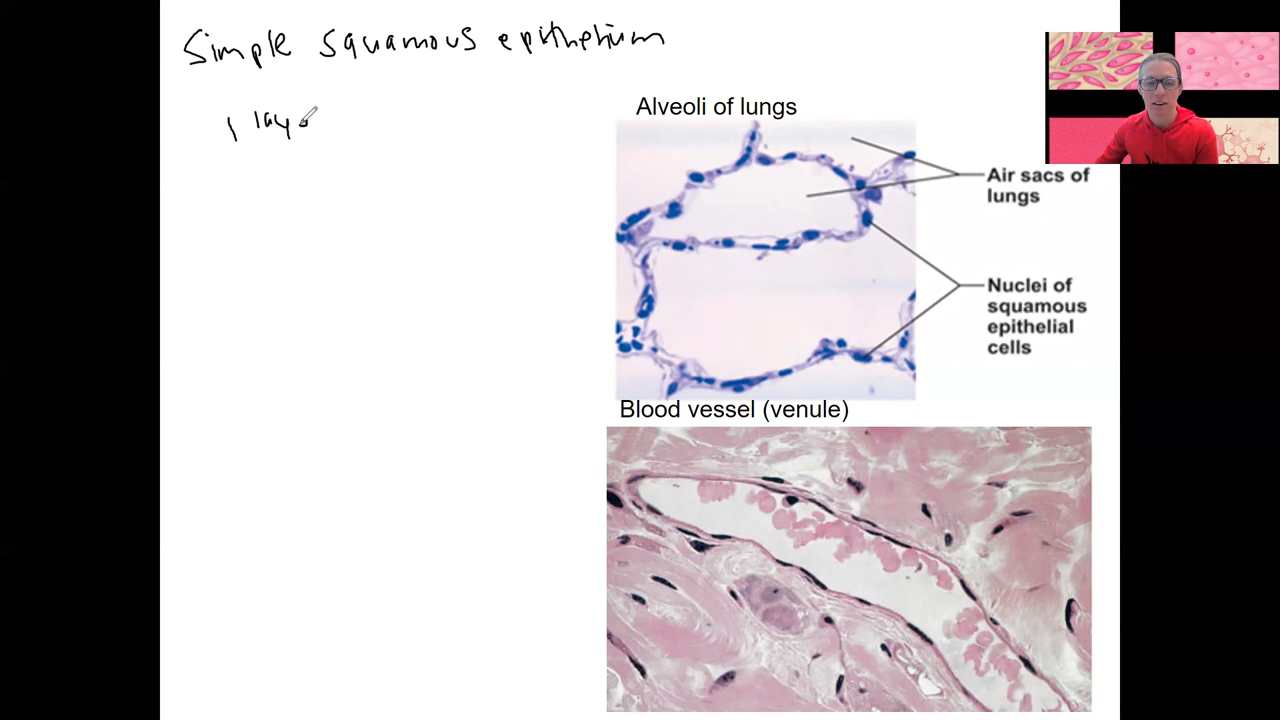 Simple squamous epithelium
1 laye
Alveoli of lungs
Air sacs of
lungs
Nuclei of
squamous
epithelial
cells
Blood vessel (venule)